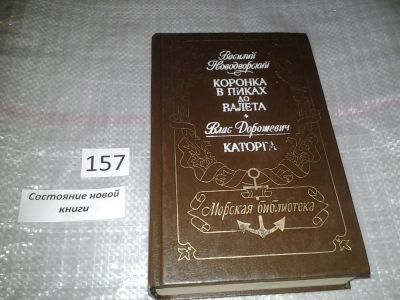 Василий
Новодворский
КОРОНКА
В ПИКАХ
ДО
ВАЛЕТА
Влас Дорошевич
КАТОРГА
Морская библиотека
157
Состояние новой
книги